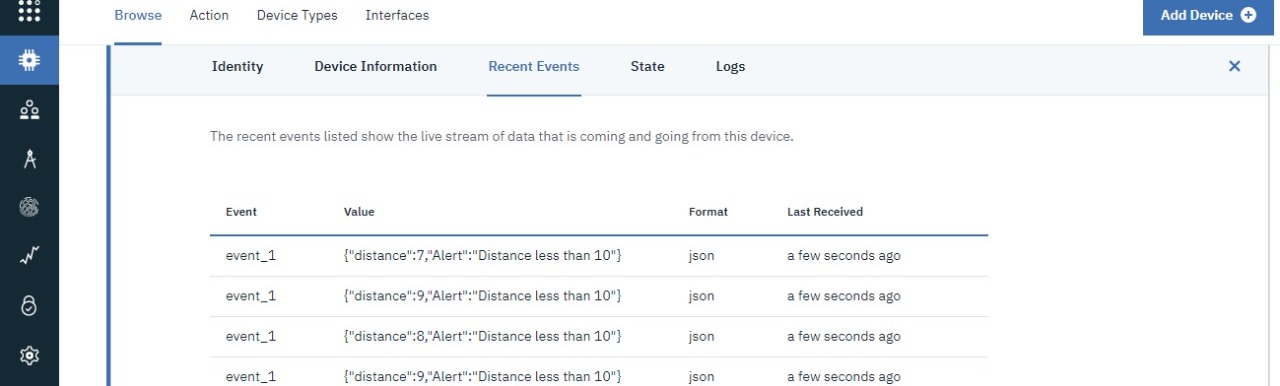 Browse Action Device Types Interfaces Add Device
Identity Device Information Recent Events State Logs
The recent events listed show the live stream of data that is coming and going from this device.
Event Value Format Last Received
event_1 {"distance":7,"Alert":"Distance less than 10"} json a few seconds ago
event_1 {"distance":9,"Alert":"Distance less than 10"} json a few seconds ago
event_1 {"distance":8,"Alert":"Distance less than 10"} json a few seconds ago
event_1 {"distance":9,"Alert":"Distance less than 10"} json a few seconds ago